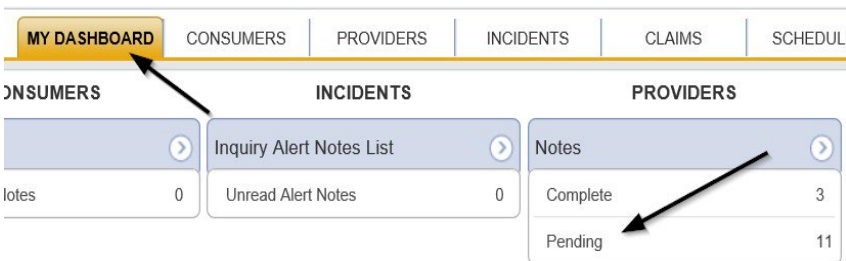 MY DASHBOARD CONSUMERS PROVIDERS INCIDENTS CLAIMS SCHEDUL
ONSUMERS INCIDENTS PROVIDERS
Inquiry Alert Notes List Notes
lotes 0 Unread Alert Notes 0 Complete 3
Pending 11